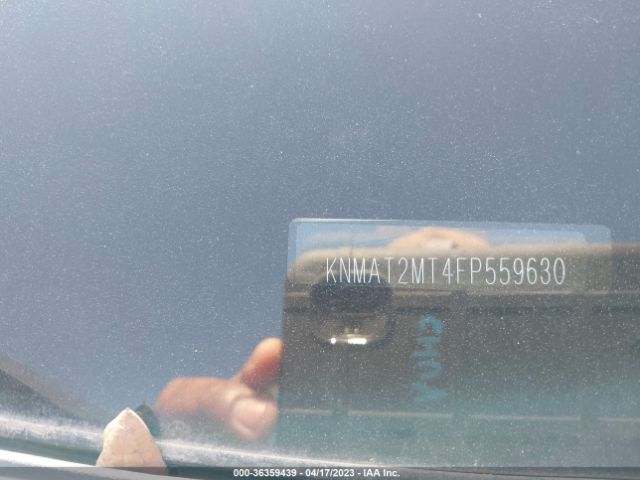 KNMAT2MT4FP559630
000-36359439 - 04/17/2023 - IAA Inc.